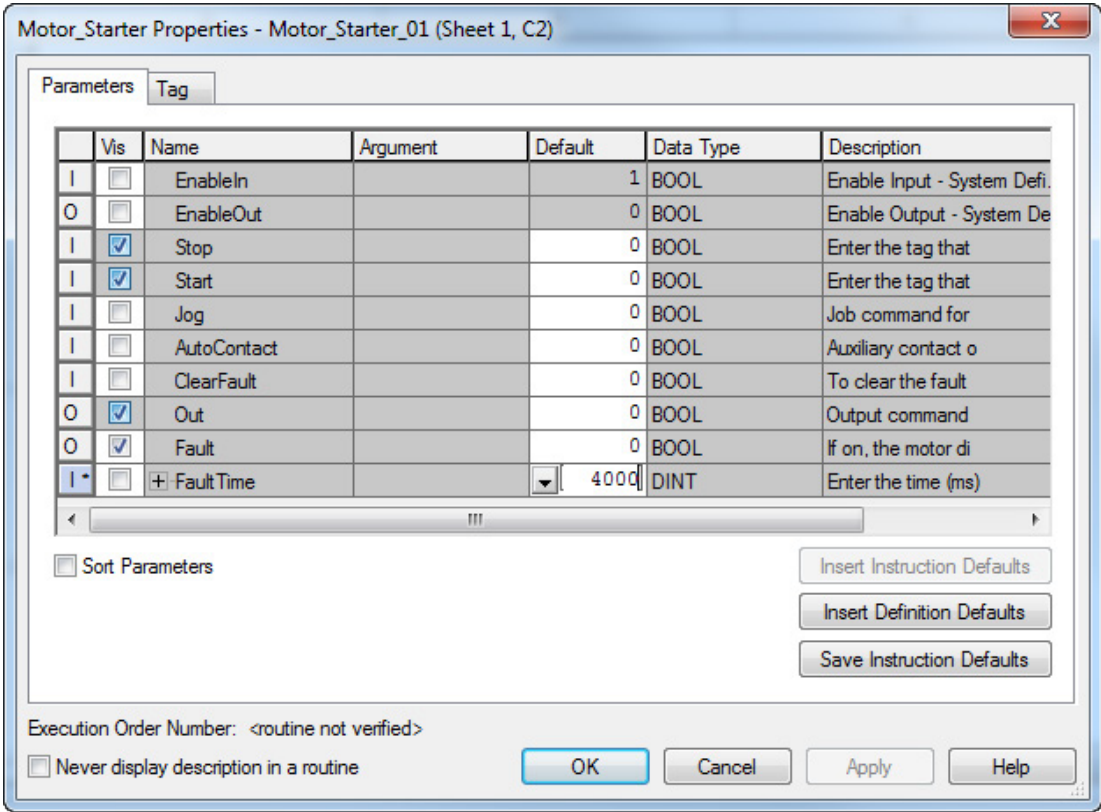 Motor_Starter Properties - Motor_Starter_01 (Sheet 1, C2)
Parameters Tag
Vis Name Argument Default Data Type Description
I EnableIn 1 BOOL Enable Input - System Defi.
O EnableOut 0 BOOL Enable Output - System De
I Stop 0 BOOL Enter the tag that
I Start 0 BOOL Enter the tag that
I Jog 0 BOOL Job command for
I AutoContact 0 BOOL Auxiliary contact o
I ClearFault 0 BOOL To clear the fault
O Out 0 BOOL Output command
O Fault 0 BOOL If on, the motor di
I* FaultTime 4000 DINT Enter the time (ms)
Sort Parameters
Insert Instruction Defaults
Insert Definition Defaults
Save Instruction Defaults
Execution Order Number: <routine not verified>
Never display description in a routine
OK Cancel Apply Help